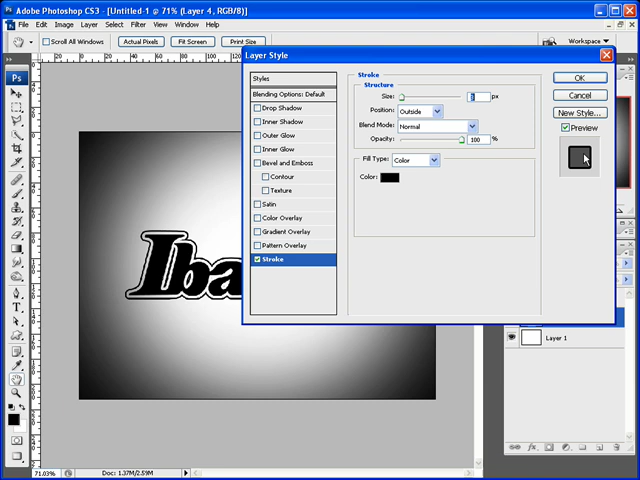 Adobe Photoshop CS3 - [Untitled-1 @ 71% (Layer 4, RGB/8)]
File Edit Image Layer Select Filter View Window Help
Scroll All Windows Actual Pixels Fit Screen Print Size Workspace
Ps
Layer Style
Styles
Blending Options: Default
Drop Shadow
Inner Shadow
Outer Glow
Inner Glow
Bevel and Emboss
Contour
Texture
Satin
Color Overlay
Gradient Overlay
Pattern Overlay
Stroke
Stroke
Structure
Size: px
Position: Outside
Blend Mode: Normal
Opacity: 100 %
Fill Type: Color
Color:
OK
Cancel
New Style...
Preview
Iba
Layer 1
71.03% Doc: 1.37M/2.59M